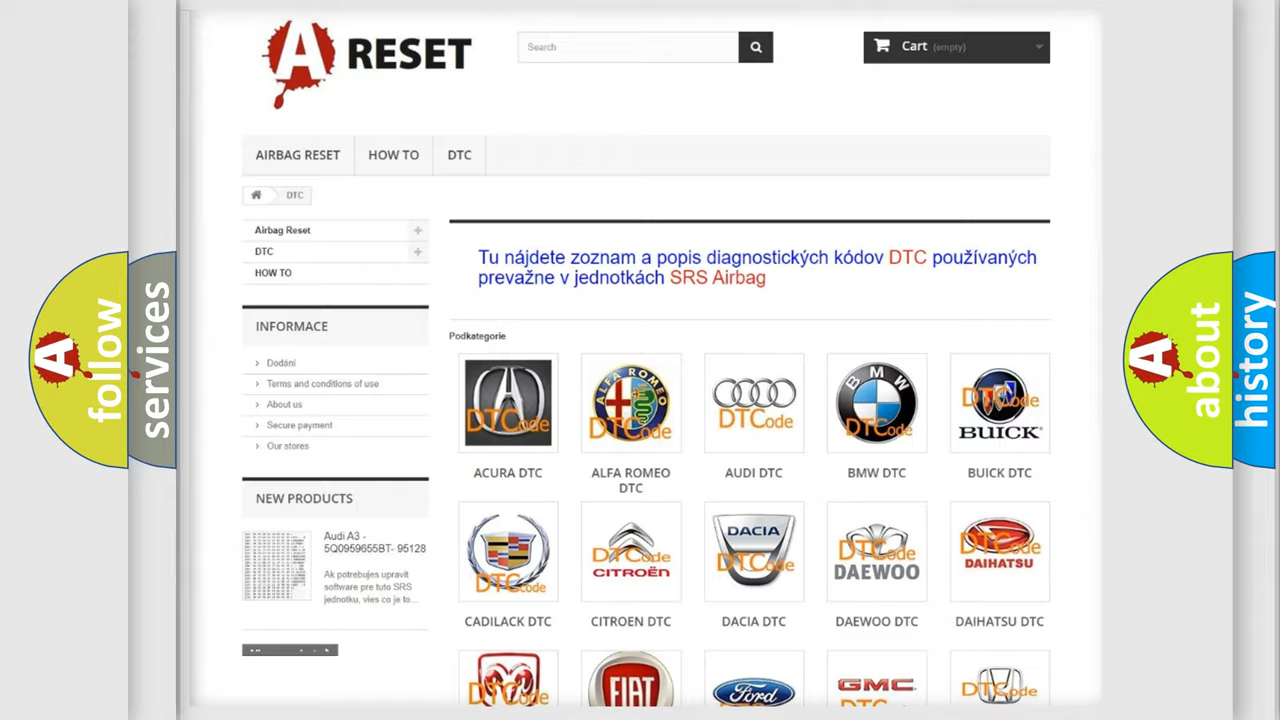 A RESET
Search
Cart (empty)
AIRBAG RESET
HOW TO
DTC
DTC
Airbag Reset
DTC
HOW TO
INFORMACE
Dodání
Terms and conditions of use
About us
Secure payment
Our stores
NEW PRODUCTS
Audi A3 -
5Q0959655BT- 95128
Ak potrebujes upravit
software pre tuto SRS
jednotku, vies co je to...
Tu nájdete zoznam a popis diagnostických kódov DTC používaných
prevažne v jednotkách SRS Airbag
Podkategorie
DTCode
ALFA ROMEO
DTCode
DTCode
BMW
DTCode
DTCode
BUICK
ACURA DTC
ALFA ROMEO
DTC
AUDI DTC
BMW DTC
BUICK DTC
DTCode
DTCode
CITROËN
DACIA
DTCode
DTCode
DAEWOO
DTCode
DAIHATSU
CADILACK DTC
CITROEN DTC
DACIA DTC
DAEWOO DTC
DAIHATSU DTC
DTCode
FIAT
Ford
GMC
DTCode
A follow
services
A about
history